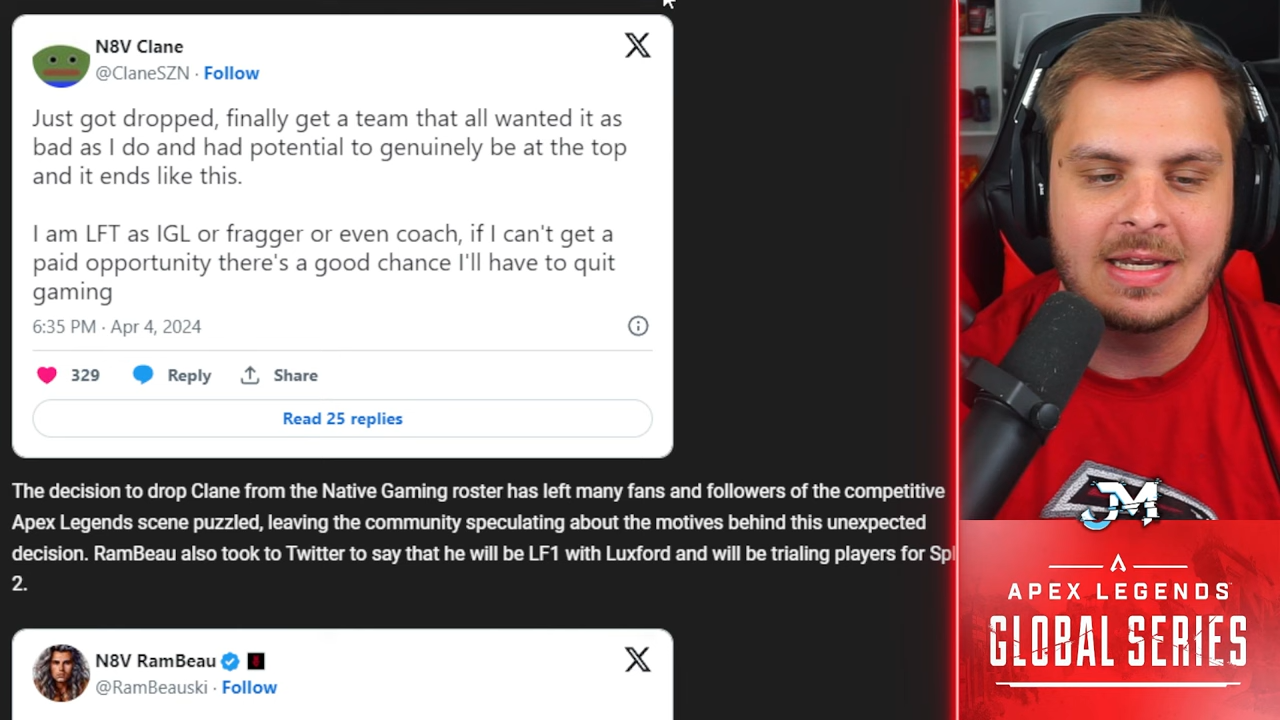 N8V Clane
@ClaneSZN · Follow
Just got dropped, finally get a team that all wanted it as
bad as I do and had potential to genuinely be at the top
and it ends like this.
I am LFT as IGL or fragger or even coach, if I can't get a
paid opportunity there's a good chance I'll have to quit
gaming
6:35 PM · Apr 4, 2024
329
Reply
Share
Read 25 replies
The decision to drop Clane from the Native Gaming roster has left many fans and followers of the competitive
Apex Legends scene puzzled, leaving the community speculating about the motives behind this unexpected
decision. RamBeau also took to Twitter to say that he will be LF1 with Luxford and will be trialing players for Spl
2.
N8V RamBeau
@RamBeauski · Follow
JM
APEX LEGENDS
GLOBAL SERIES